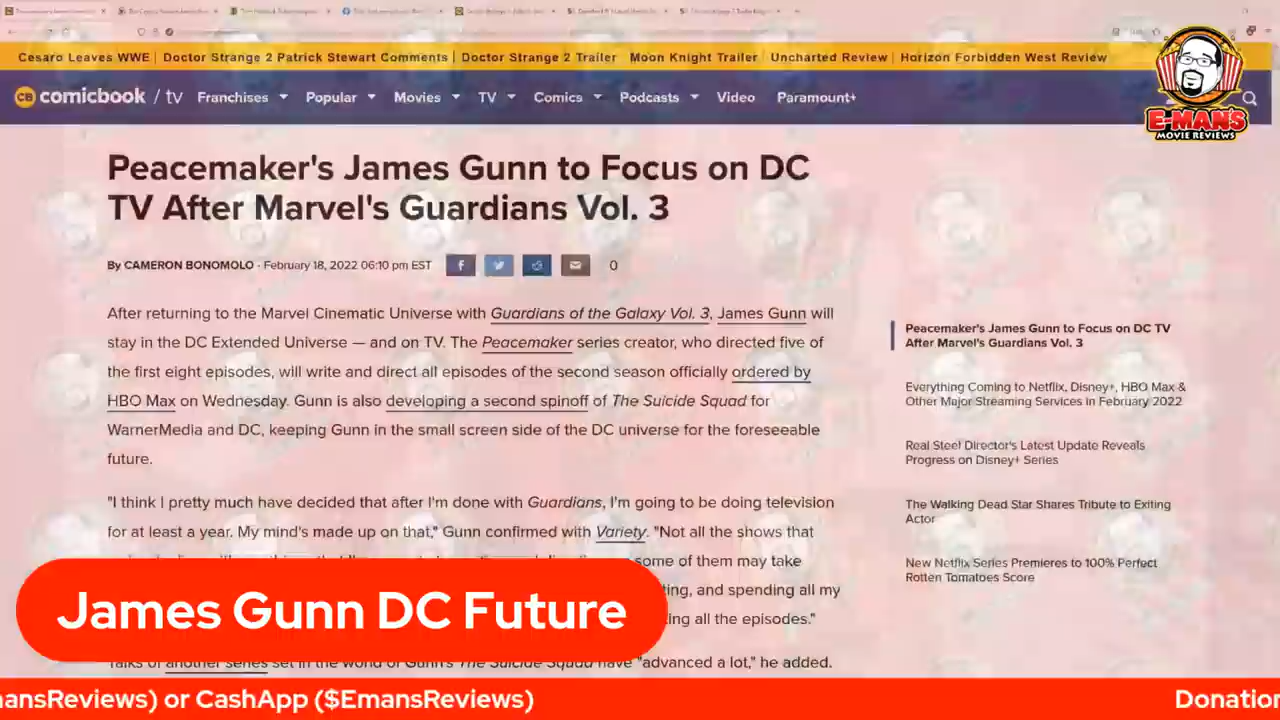 Cesaro Leaves WWE | Doctor Strange 2 Patrick Stewart Comments | Doctor Strange 2 Trailer Moon Knight Trailer | Uncharted Review | Horizon Forbidden West Review
CB comicbook / tv Franchises Popular Movies TV Comics Podcasts Video Paramount+
E-MAN'S
MOVIE REVIEWS
Peacemaker's James Gunn to Focus on DC
TV After Marvel's Guardians Vol. 3
By CAMERON BONOMOLO - February 18, 2022 06:10 pm EST 0
After returning to the Marvel Cinematic Universe with Guardians of the Galaxy Vol. 3, James Gunn will
stay in the DC Extended Universe — and on TV. The Peacemaker series creator, who directed five of
the first eight episodes, will write and direct all episodes of the second season officially ordered by
HBO Max on Wednesday. Gunn is also developing a second spinoff of The Suicide Squad for
WarnerMedia and DC, keeping Gunn in the small screen side of the DC universe for the foreseeable
future.
"I think I pretty much have decided that after I'm done with Guardians, I'm going to be doing television
for at least a year. My mind's made up on that," Gunn confirmed with Variety. "Not all the shows that
some of them may take
ting, and spending all my
ing all the episodes."
Talks of another series set in the world of Gunn's The Suicide Squad have "advanced a lot," he added.
Peacemaker's James Gunn to Focus on DC TV
After Marvel's Guardians Vol. 3
Everything Coming to Netflix, Disney+, HBO Max &
Other Major Streaming Services in February 2022
Real Steel Director's Latest Update Reveals
Progress on Disney+ Series
The Walking Dead Star Shares Tribute to Exiting
Actor
New Netflix Series Premieres to 100% Perfect
Rotten Tomatoes Score
James Gunn DC Future
mansReviews) or CashApp ($EmansReviews) Donation